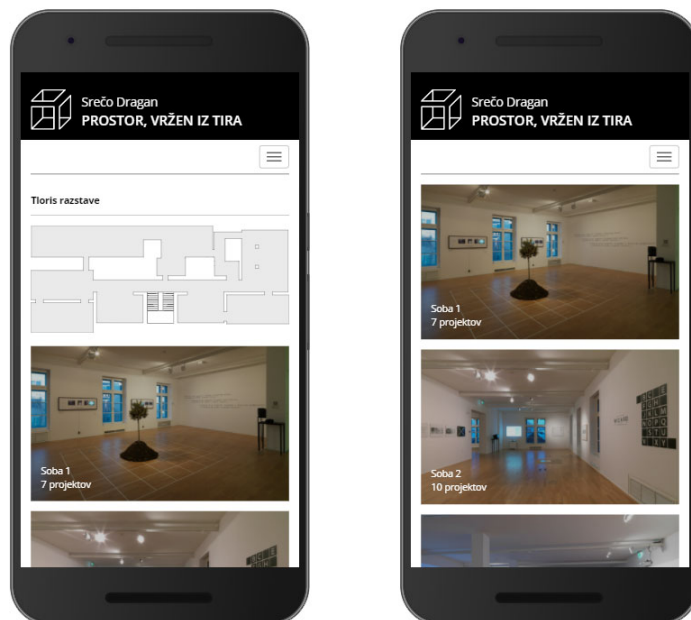 Srečo Dragan
PROSTOR, VRŽEN IZ TIRA
Tloris razstave
Soba 1
7 projektov
Srečo Dragan
PROSTOR, VRŽEN IZ TIRA
Soba 1
7 projektov
Soba 2
10 projektov